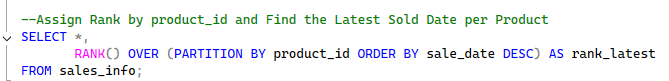 --Assign Rank by product_id and Find the Latest Sold Date per Product
SELECT *,
RANK() OVER (PARTITION BY product_id ORDER BY sale_date DESC) AS rank_latest
FROM sales_info;